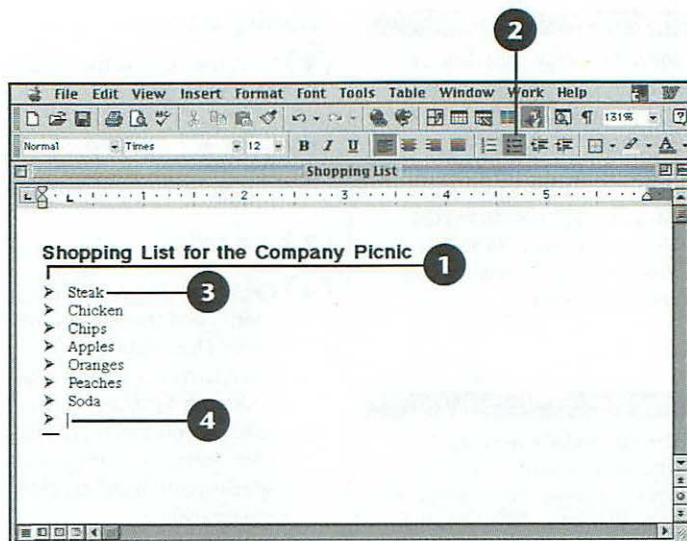 2
File Edit View Insert Format Font Tools Table Window Work Help
Normal Times 12 B I U 131%
Shopping List
1 2 3 4 5
Shopping List for the Company Picnic
1
Steak
3
Chicken
Chips
Apples
Oranges
Peaches
Soda
4